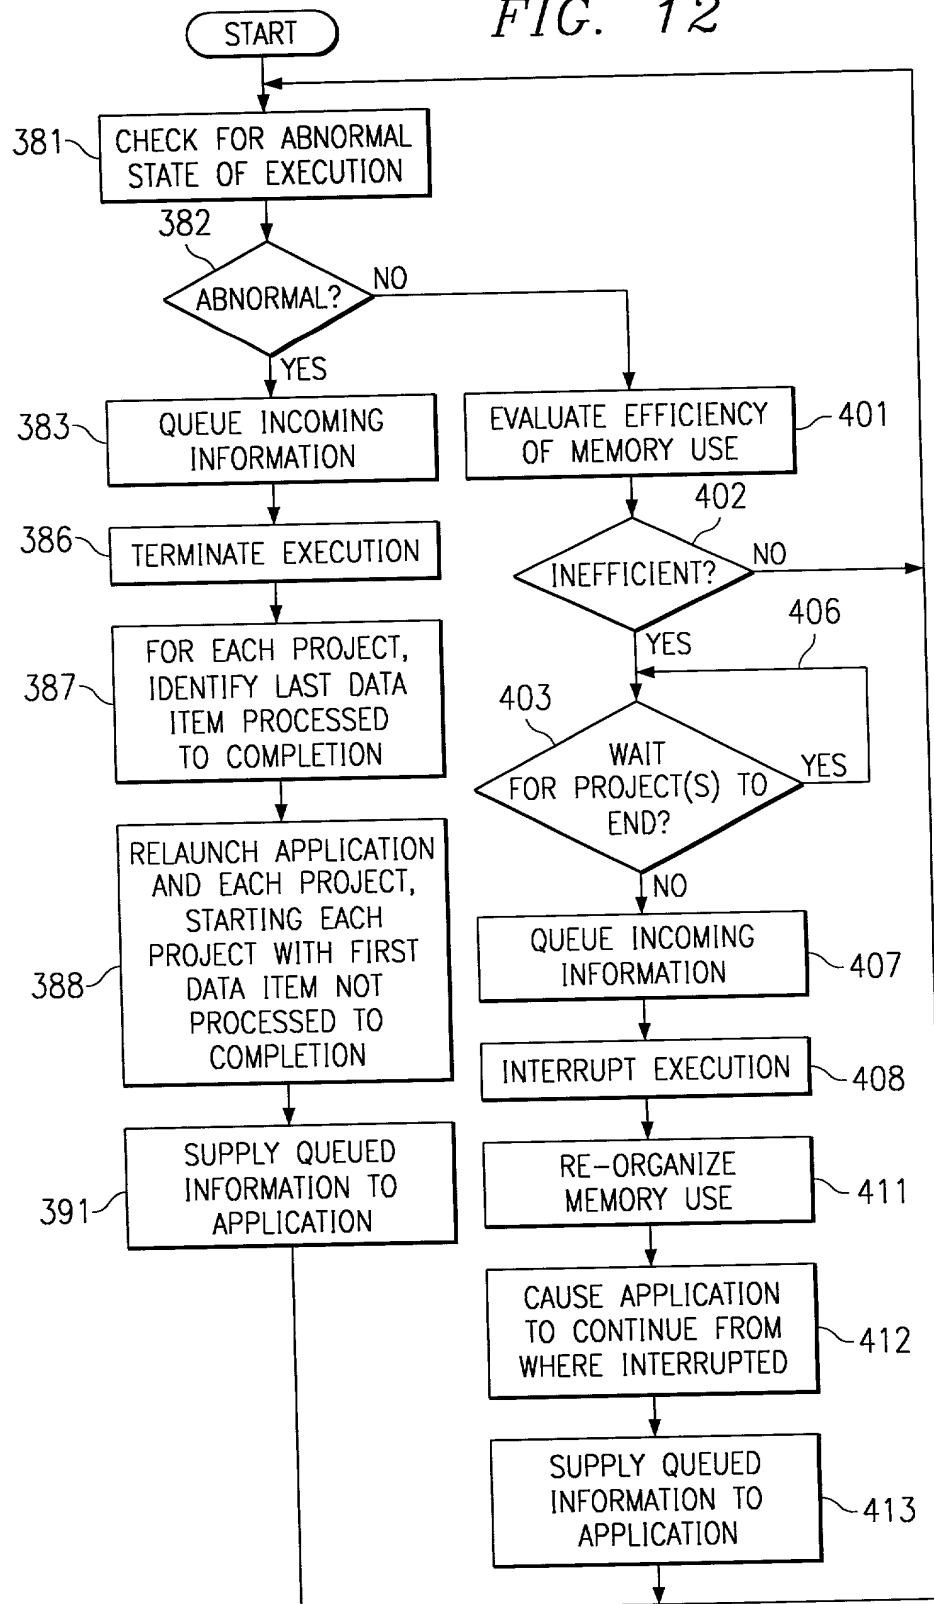 FIG. 12
START
381
CHECK FOR ABNORMAL
STATE OF EXECUTION
382
ABNORMAL?
NO
YES
383
QUEUE INCOMING
INFORMATION
386
TERMINATE EXECUTION
387
FOR EACH PROJECT,
IDENTIFY LAST DATA
ITEM PROCESSED
TO COMPLETION
388
RELAUNCH APPLICATION
AND EACH PROJECT,
STARTING EACH
PROJECT WITH FIRST
DATA ITEM NOT
PROCESSED TO
COMPLETION
391
SUPPLY QUEUED
INFORMATION TO
APPLICATION
EVALUATE EFFICIENCY
OF MEMORY USE
401
402
INEFFICIENT?
NO
YES
406
403
WAIT
FOR PROJECT(S) TO
END?
YES
NO
QUEUE INCOMING
INFORMATION
407
INTERRUPT EXECUTION
408
RE-ORGANIZE
MEMORY USE
411
CAUSE APPLICATION
TO CONTINUE FROM
WHERE INTERRUPTED
412
SUPPLY QUEUED
INFORMATION TO
APPLICATION
413